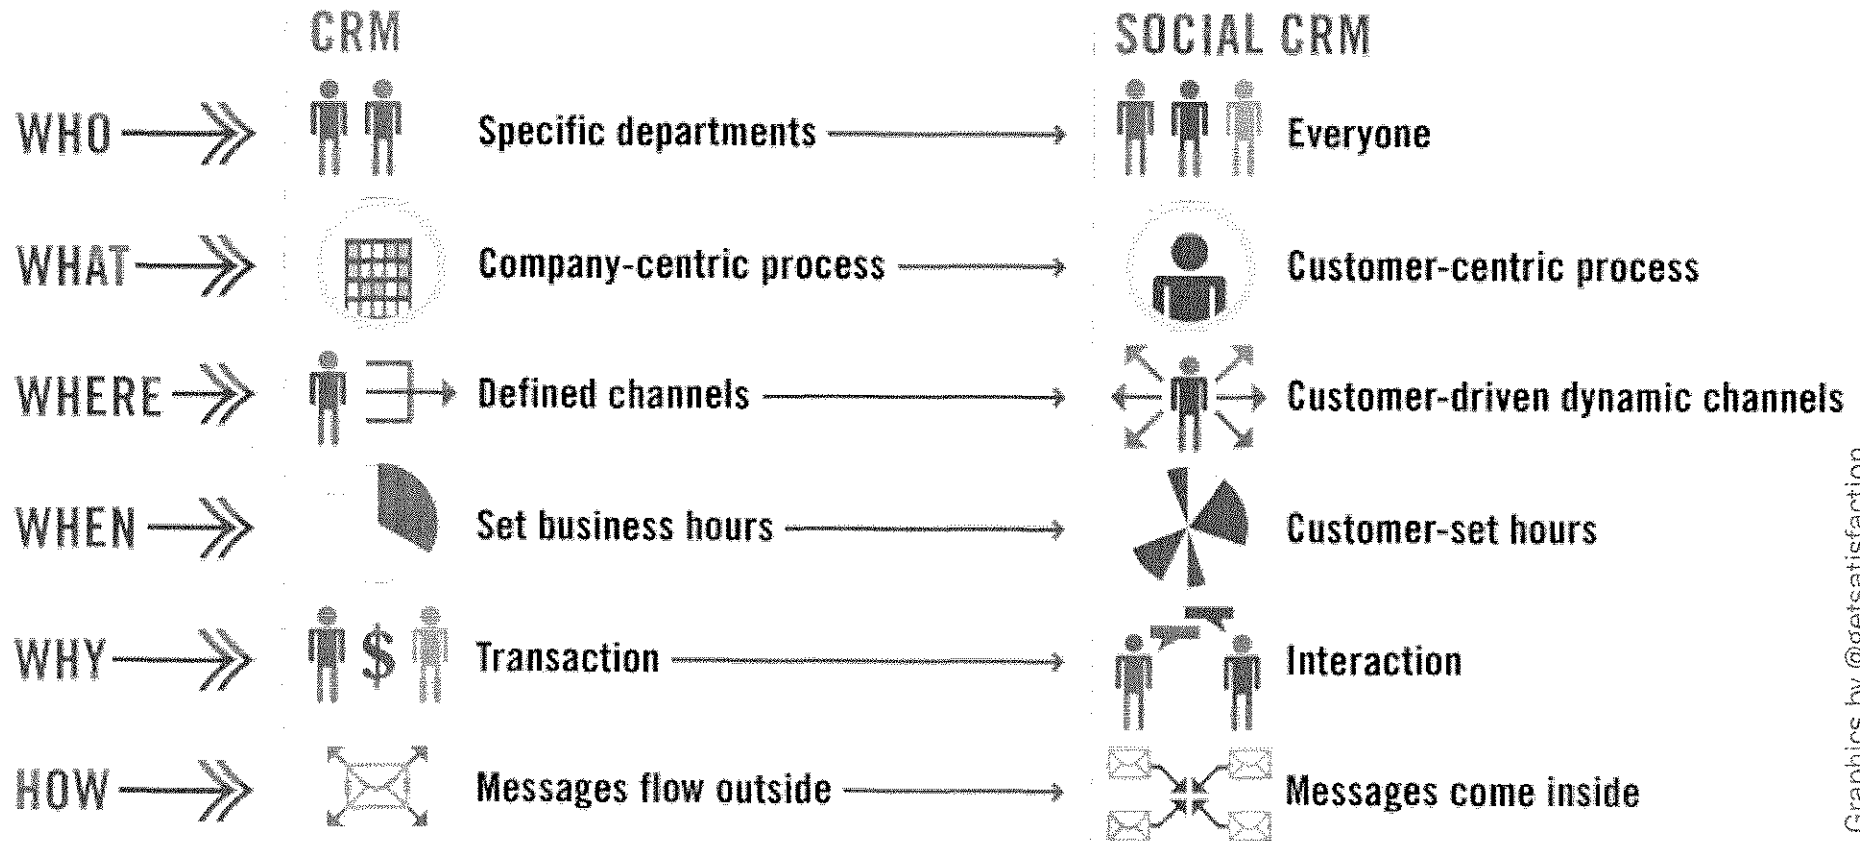 CRM
SOCIAL CRM
WHO
Specific departments
Everyone
WHAT
Company-centric process
Customer-centric process
WHERE
Defined channels
Customer-driven dynamic channels
WHEN
Set business hours
Customer-set hours
WHY
$
Transaction
Interaction
HOW
Messages flow outside
Messages come inside
Graphics by @getsatisfaction